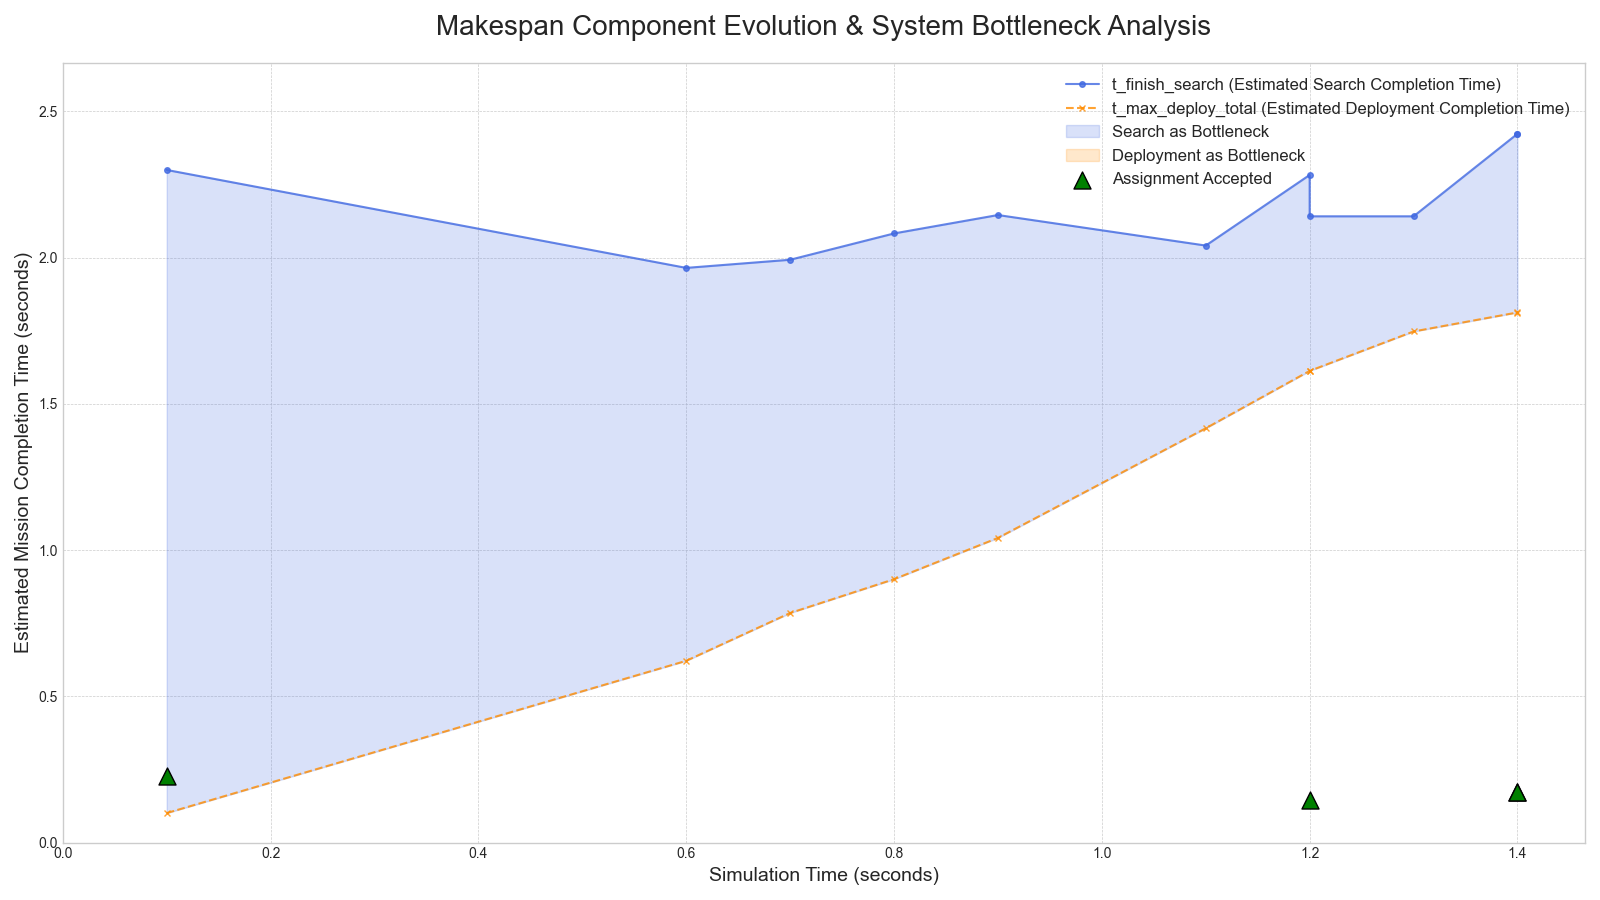 Makespan Component Evolution & System Bottleneck Analysis
t_finish_search (Estimated Search Completion Time)
t_max_deploy_total (Estimated Deployment Completion Time)
Search as Bottleneck
Deployment as Bottleneck
Assignment Accepted
Estimated Mission Completion Time (seconds)
2.5
2.0
1.5
1.0
0.5
0.0
0.0 0.2 0.4 0.6 0.8 1.0 1.2 1.4
Simulation Time (seconds)